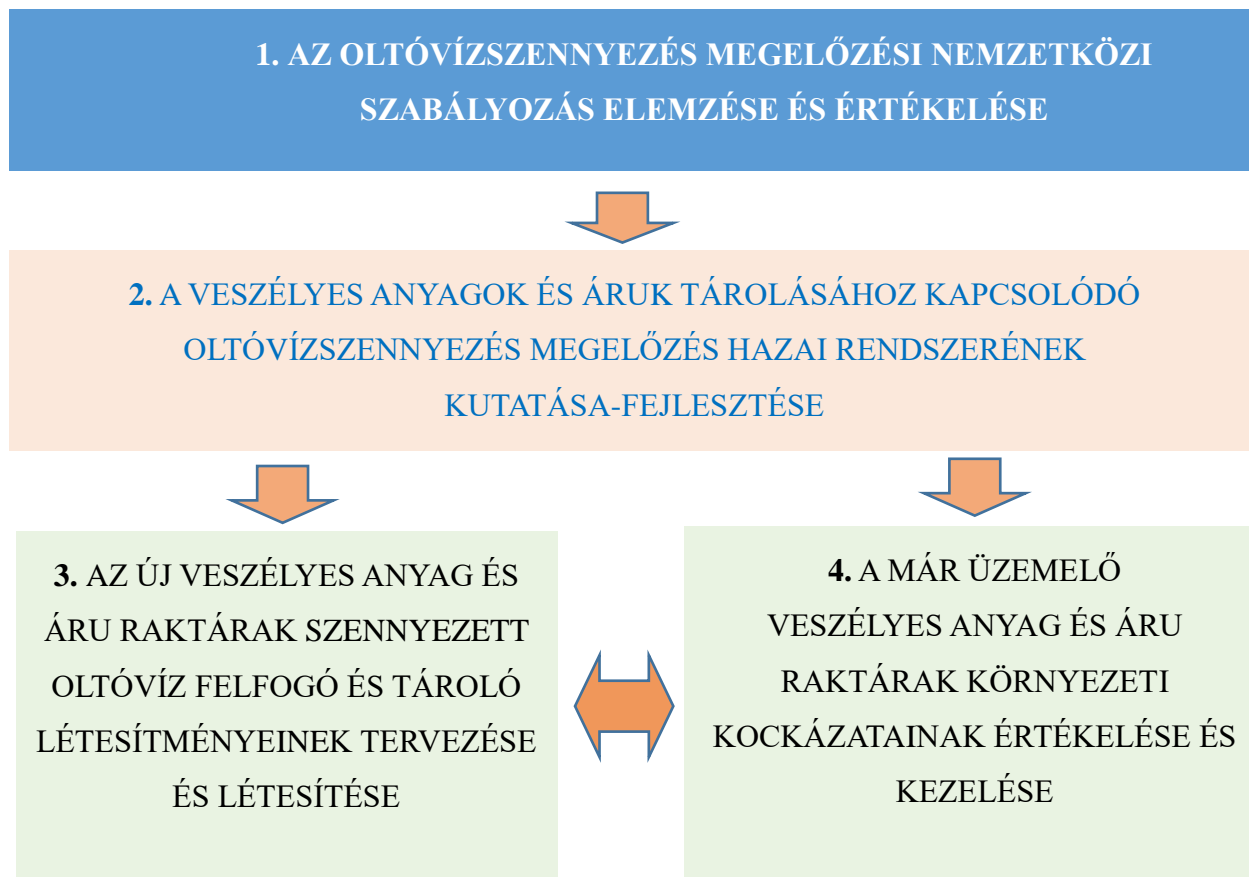 1. AZ OLTÓVÍZSZENNYEZÉS MEGELŐZÉSI NEMZETKÖZI
SZABÁLYOZÁS ELEMZÉSE ÉS ÉRTÉKELÉSE
2. A VESZÉLYES ANYAGOK ÉS ÁRUK TÁROLÁSÁHOZ KAPCSOLÓDÓ
OLTÓVÍZSZENNYEZÉS MEGELŐZÉS HAZAI RENDSZERÉNEK
KUTATÁSA-FEJLESZTÉSE
3. AZ ÚJ VESZÉLYES ANYAG ÉS
ÁRU RAKTÁRAK SZENNYEZETT
OLTÓVÍZ FELFOGÓ ÉS TÁROLÓ
LÉTESÍTMÉNYEINEK TERVEZÉSE
ÉS LÉTESÍTÉSE
4. A MÁR ÜZEMELŐ
VESZÉLYES ANYAG ÉS ÁRU
RAKTÁRAK KÖRNYEZETI
KOCKÁZATAINAK ÉRTÉKELÉSE ÉS
KEZELÉSE